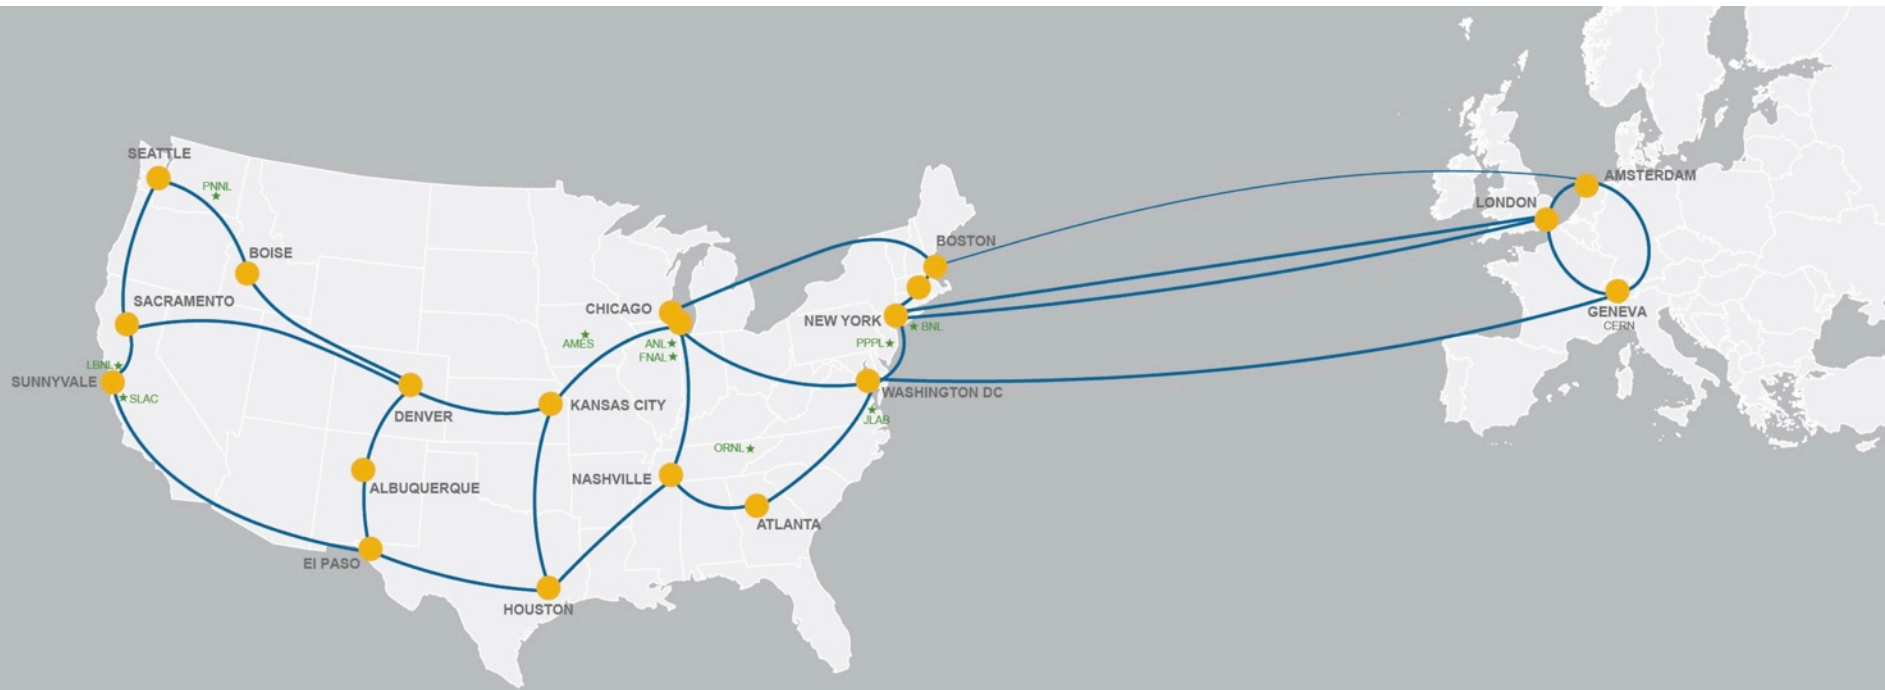 SEATTLE
PNNL
BOISE
SACRAMENTO
LBNL
SUNNYVALE
SLAC
DENVER
ALBUQUERQUE
El PASO
HOUSTON
KANSAS CITY
AMES
CHICAGO
ANL
FNAL
NASHVILLE
ORNL
ATLANTA
BOSTON
NEW YORK
BNL
PPPL
WASHINGTON DC
JLAB
AMSTERDAM
LONDON
GENEVA
CERN